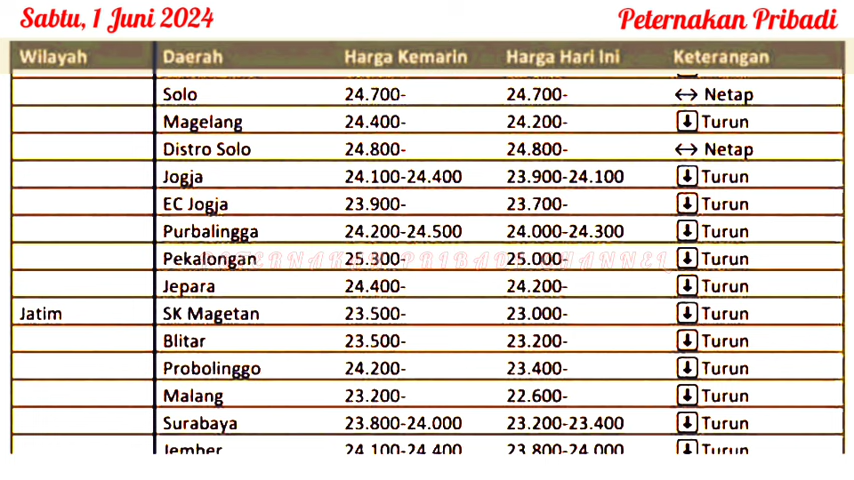 Sabtu, 1 Juni 2024 Peternakan Pribadi
Wilayah Daerah Harga Kemarin Harga Hari Ini Keterangan
Solo 24.700- 24.700- ↔ Netap
Magelang 24.400- 24.200- ⬇ Turun
Distro Solo 24.800- 24.800- ↔ Netap
Jogja 24.100-24.400 23.900-24.100 ⬇ Turun
EC Jogja 23.900- 23.700- ⬇ Turun
Purbalingga 24.200-24.500 24.000-24.300 ⬇ Turun
Pekalongan 25.300- 25.000- ⬇ Turun
PETERNAKAN PRIBADI CHANNEL
Jepara 24.400- 24.200- ⬇ Turun
Jatim SK Magetan 23.500- 23.000- ⬇ Turun
Blitar 23.500- 23.200- ⬇ Turun
Probolinggo 24.200- 23.400- ⬇ Turun
Malang 23.200- 22.600- ⬇ Turun
Surabaya 23.800-24.000 23.200-23.400 ⬇ Turun
Jember 24.100-24.400 23.800-24.000 ⬇ Turun